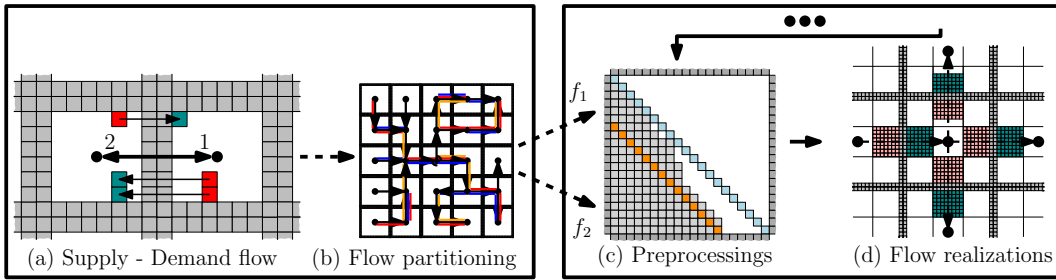 2
1
(a) Supply - Demand flow
(b) Flow partitioning
f1
f2
(c) Preprocessings
(d) Flow realizations